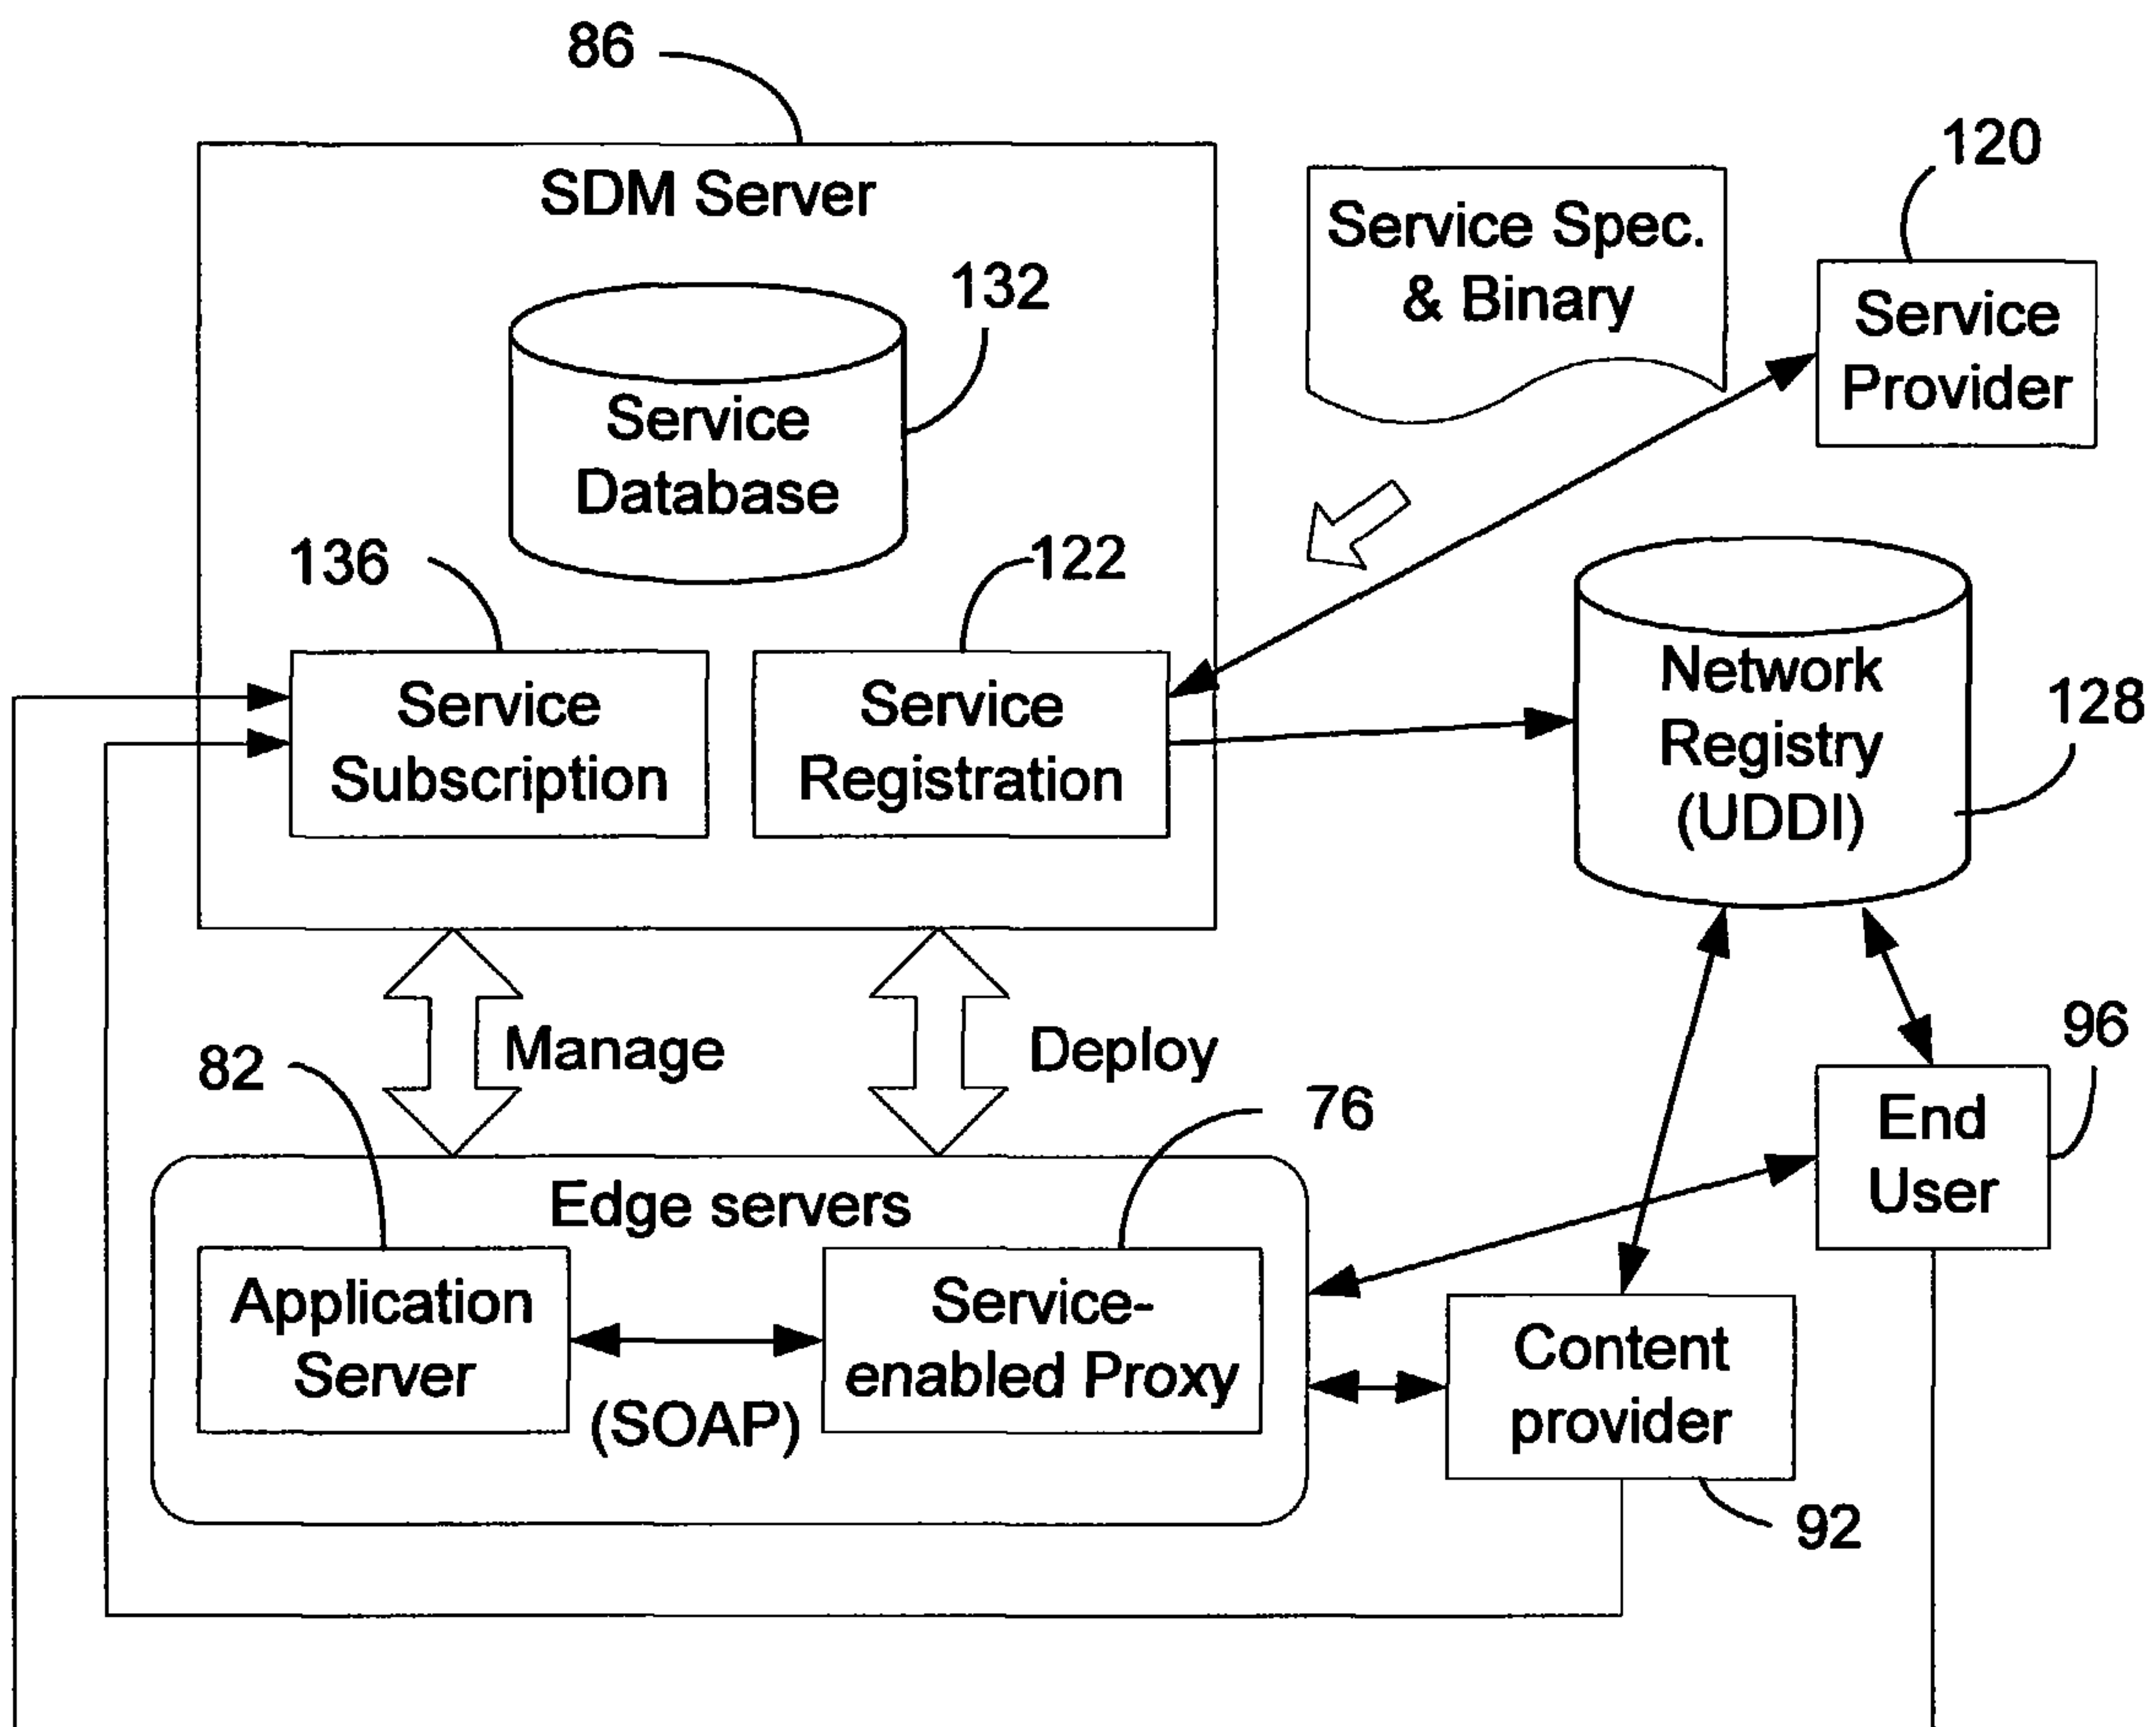 86
SDM Server
120
Service Spec.
& Binary
Service
Provider
132
Service
Database
136
122
Service
Subscription
Service
Registration
Network
Registry
(UDDI)
128
Manage
Deploy
96
82
76
End
User
Edge servers
Application
Server
(SOAP)
Service-
enabled Proxy
Content
provider
92